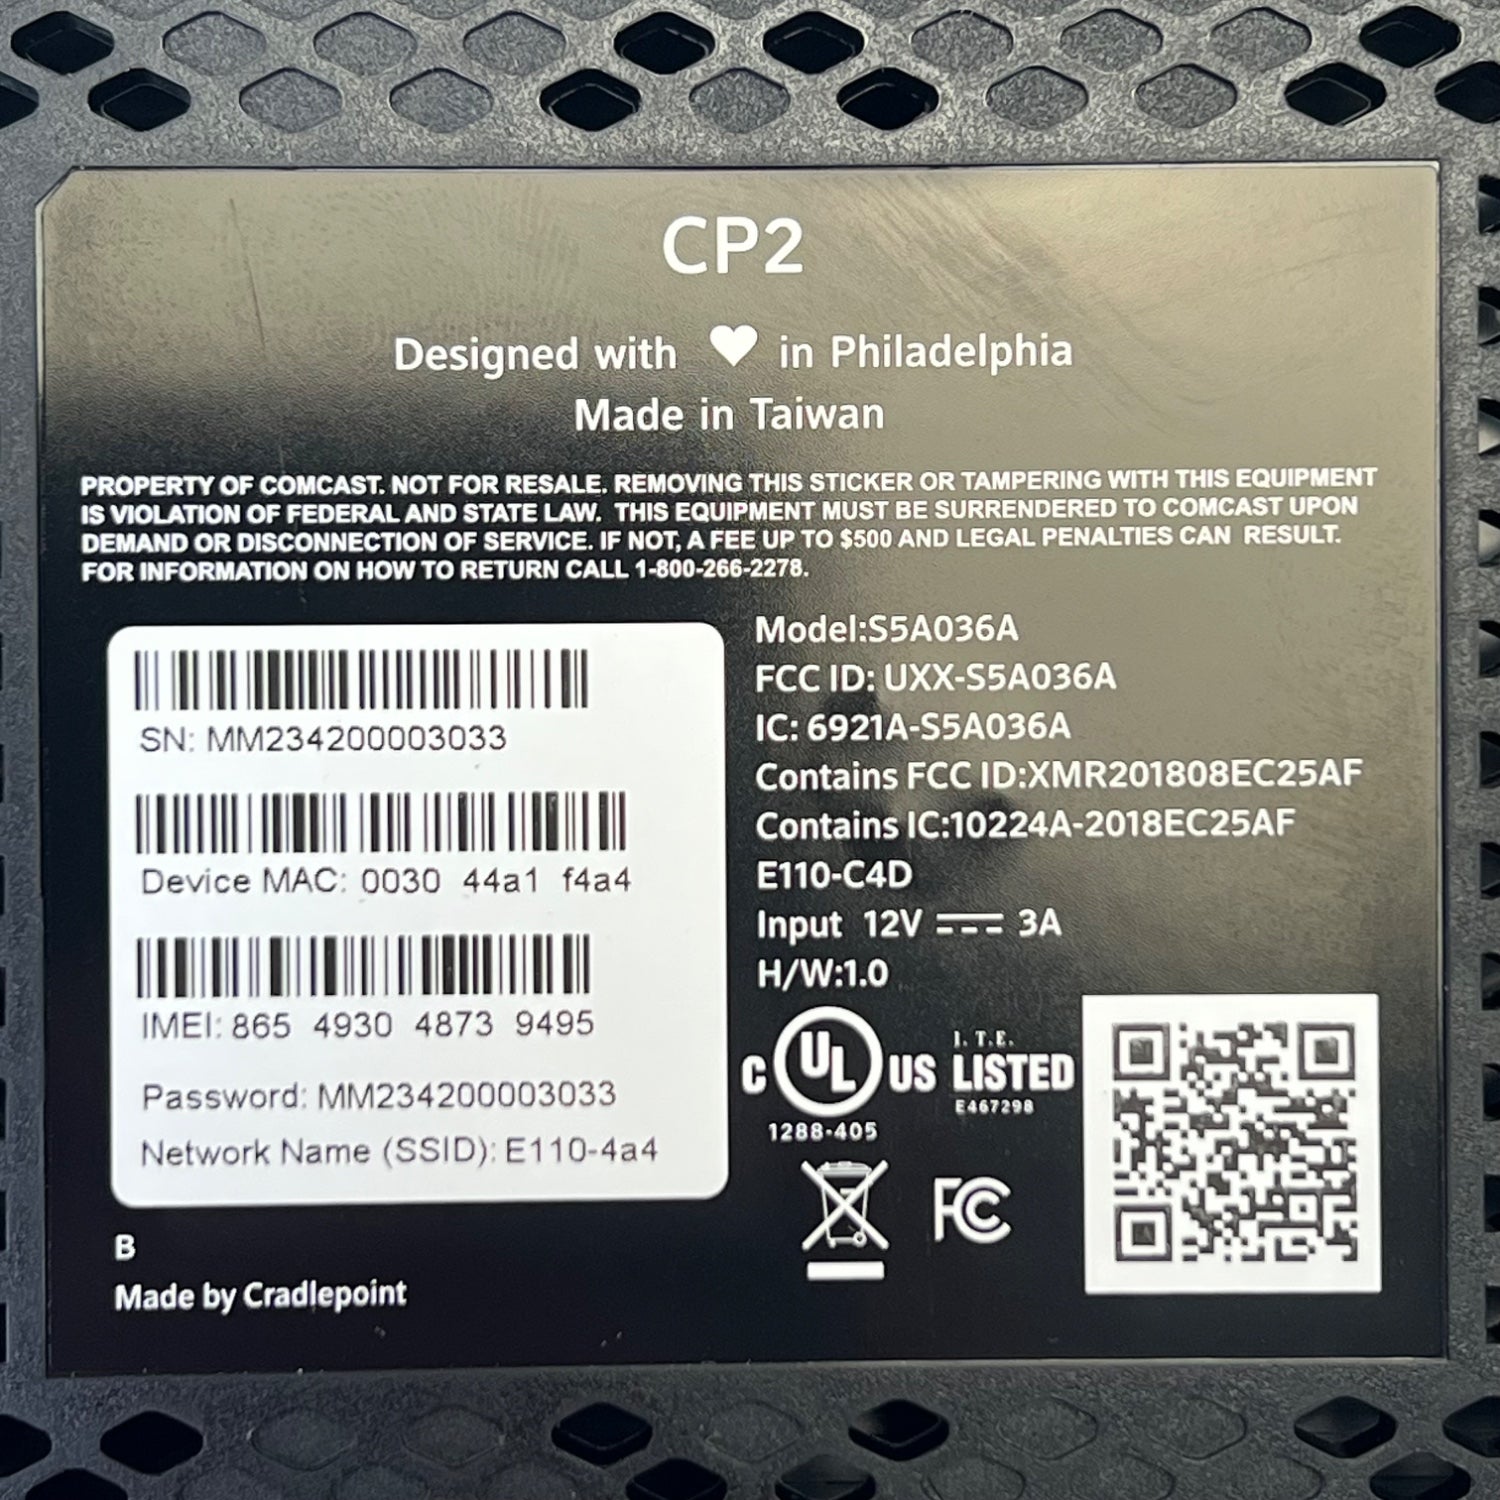 CP2
Designed with ♥ in Philadelphia
Made in Taiwan
PROPERTY OF COMCAST. NOT FOR RESALE. REMOVING THIS STICKER OR TAMPERING WITH THIS EQUIPMENT
IS VIOLATION OF FEDERAL AND STATE LAW. THIS EQUIPMENT MUST BE SURRENDERED TO COMCAST UPON
DEMAND OR DISCONNECTION OF SERVICE. IF NOT, A FEE UP TO $500 AND LEGAL PENALTIES CAN RESULT.
FOR INFORMATION ON HOW TO RETURN CALL 1-800-266-2278.
SN: MM234200003033
Device MAC: 0030 44a1 f4a4
IMEI: 865 4930 4873 9495
Password: MM234200003033
Network Name (SSID): E110-4a4
B
Made by Cradlepoint
Model:S5A036A
FCC ID: UXX-S5A036A
IC: 6921A-S5A036A
Contains FCC ID:XMR201808EC25AF
Contains IC:10224A-2018EC25AF
E110-C4D
Input 12V ⎓ 3A
H/W:1.0
C UL US LISTED
I.T.E.
E467298
1288-405
FC